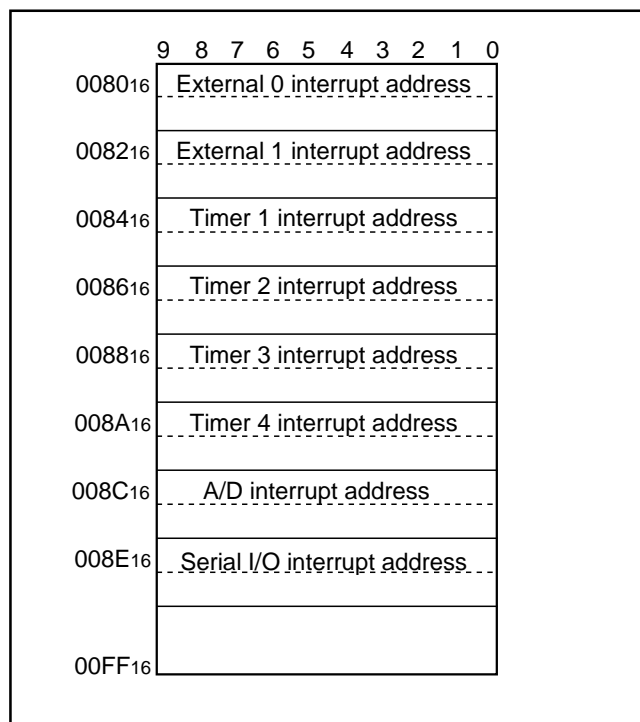 9 8 7 6 5 4 3 2 1 0
0080₁₆ External 0 interrupt address
0082₁₆ External 1 interrupt address
0084₁₆ Timer 1 interrupt address
0086₁₆ Timer 2 interrupt address
0088₁₆ Timer 3 interrupt address
008A₁₆ Timer 4 interrupt address
008C₁₆ A/D interrupt address
008E₁₆ Serial I/O interrupt address
00FF₁₆